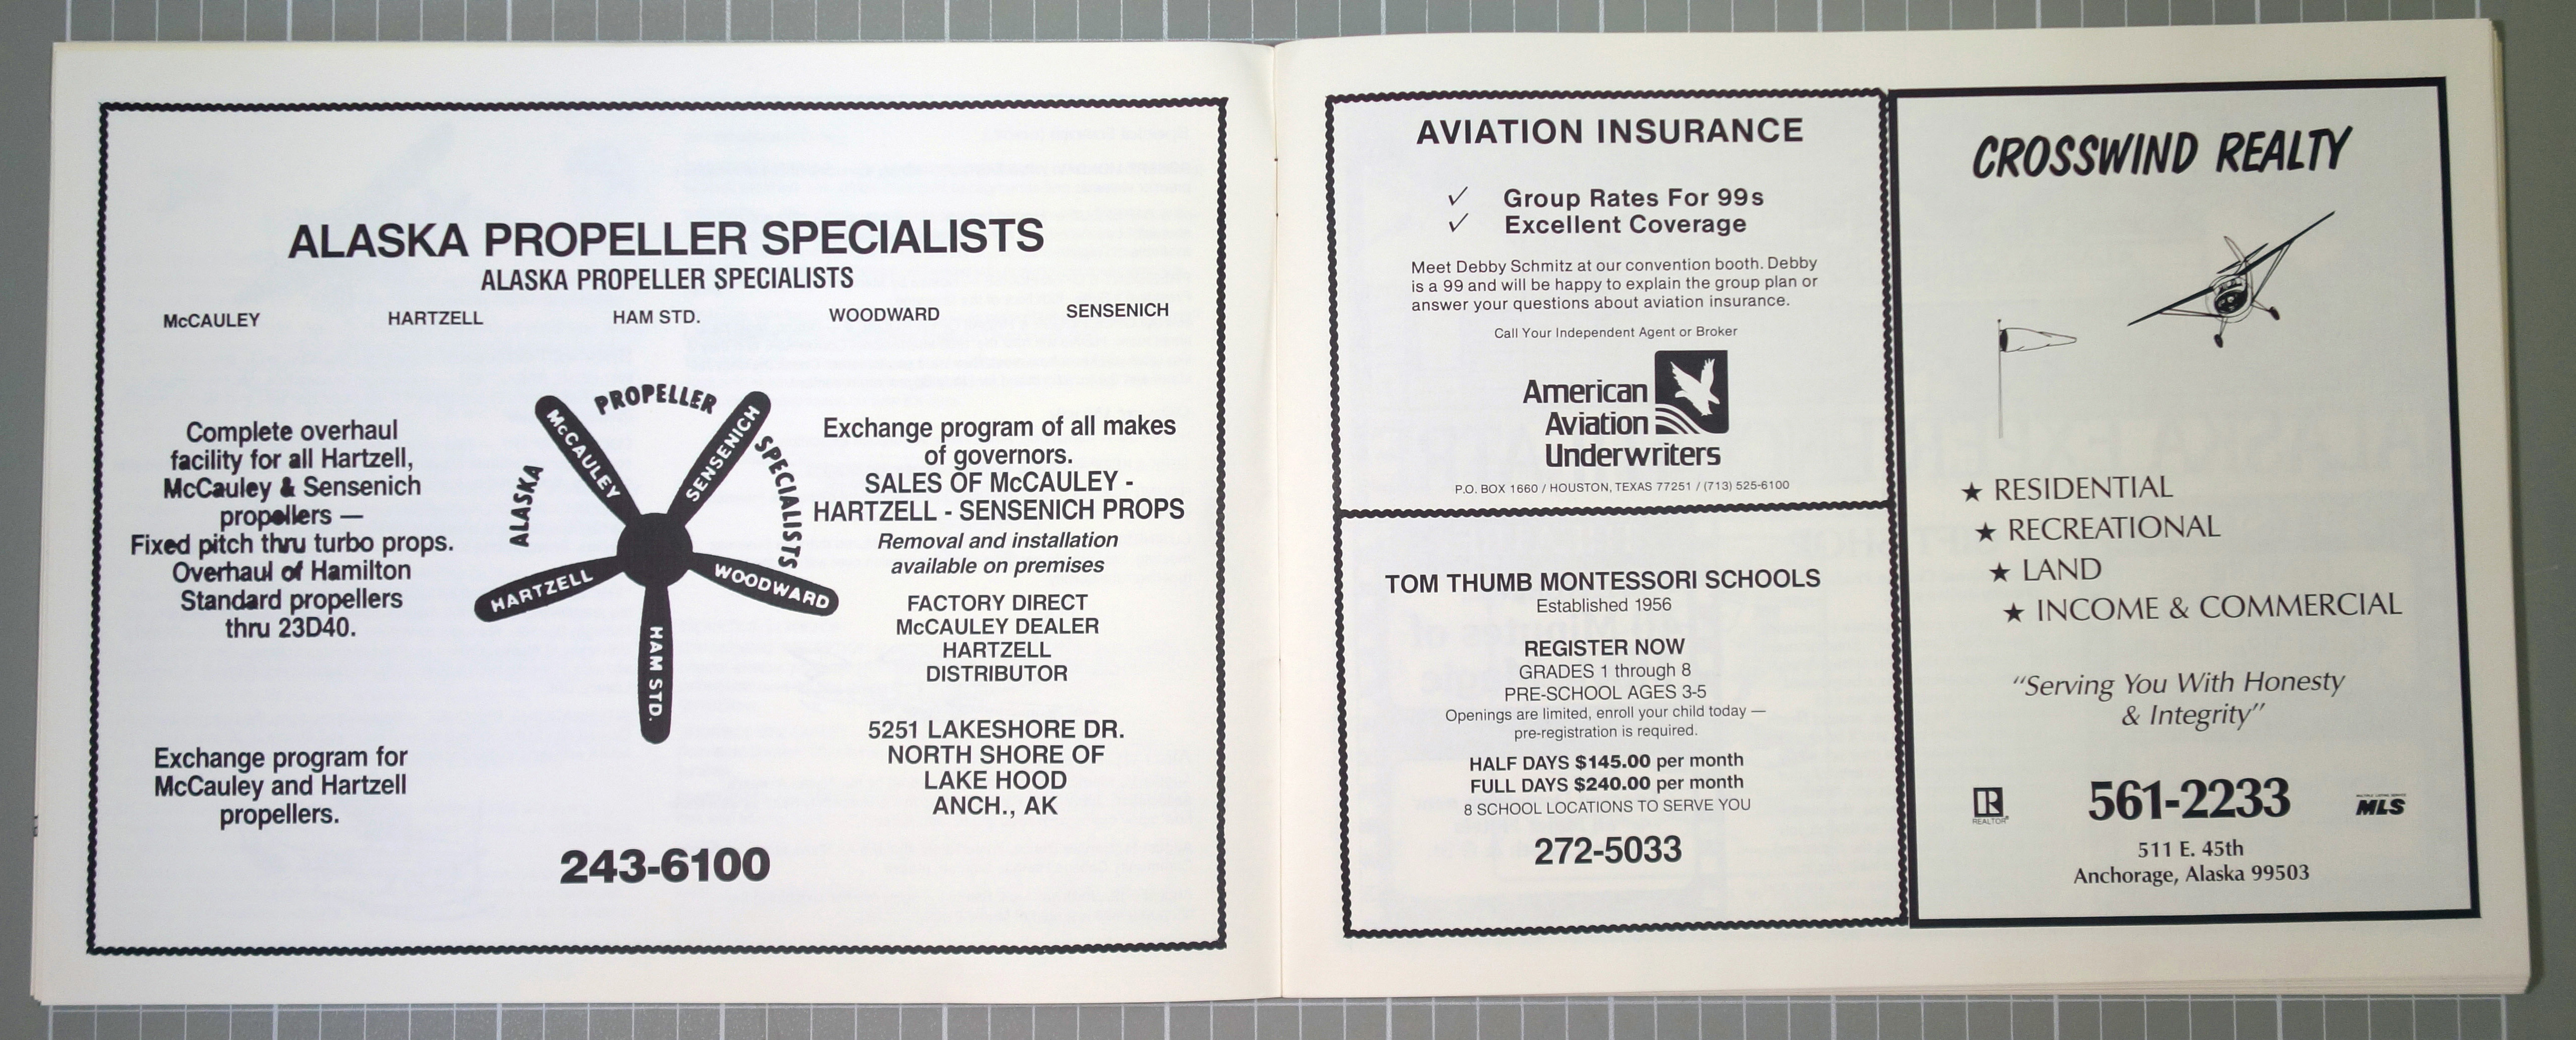 ALASKA PROPELLER SPECIALISTS
ALASKA PROPELLER SPECIALISTS
McCAULEY HARTZELL HAM STD. WOODWARD SENSENICH
Complete overhaul
facility for all Hartzell,
McCauley & Sensenich
propellers —
Fixed pitch thru turbo props.
Overhaul of Hamilton
Standard propellers
thru 23D40.
Exchange program for
McCauley and Hartzell
propellers.
ALASKA PROPELLER SPECIALISTS
McCAULEY
SENSENICH
HARTZELL
WOODWARD
HAM STD.
Exchange program of all makes
of governors.
SALES OF McCAULEY -
HARTZELL - SENSENICH PROPS
Removal and installation
available on premises
FACTORY DIRECT
McCAULEY DEALER
HARTZELL
DISTRIBUTOR
5251 LAKESHORE DR.
NORTH SHORE OF
LAKE HOOD
ANCH., AK
243-6100
AVIATION INSURANCE
✓ Group Rates For 99s
✓ Excellent Coverage
Meet Debby Schmitz at our convention booth. Debby
is a 99 and will be happy to explain the group plan or
answer your questions about aviation insurance.
Call Your Independent Agent or Broker
American
Aviation
Underwriters
P.O. BOX 1660 / HOUSTON, TEXAS 77251 / (713) 525-6100
TOM THUMB MONTESSORI SCHOOLS
Established 1956
REGISTER NOW
GRADES 1 through 8
PRE-SCHOOL AGES 3-5
Openings are limited, enroll your child today —
pre-registration is required.
HALF DAYS $145.00 per month
FULL DAYS $240.00 per month
8 SCHOOL LOCATIONS TO SERVE YOU
272-5033
CROSSWIND REALTY
★ RESIDENTIAL
★ RECREATIONAL
★ LAND
★ INCOME & COMMERCIAL
"Serving You With Honesty
& Integrity"
561-2233
R
REALTOR®
MULTIPLE LISTING SERVICE
MLS
511 E. 45th
Anchorage, Alaska 99503